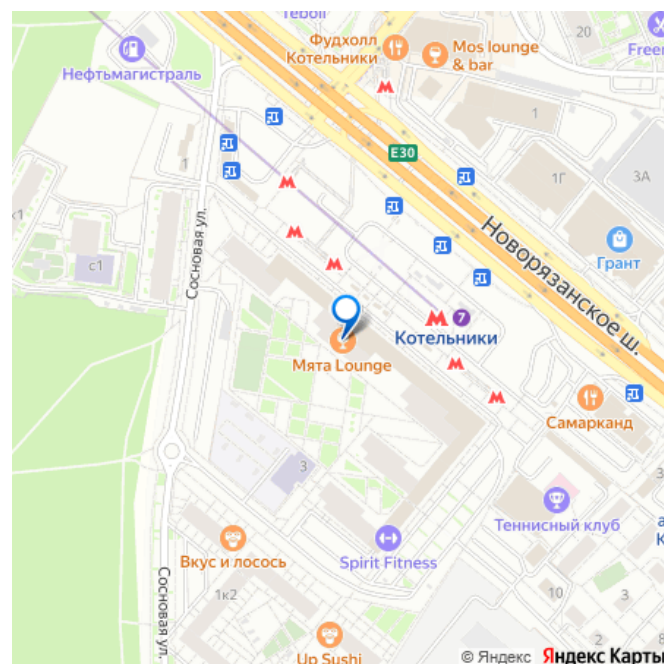 Teboil
20
Фудхолл
Котельники
Mos lounge
& bar
Нефтьмагистраль
1
E30
3А
1Г
1
к1
с1
Сосновая ул.
Новорязанское ш.
Грант
7
Котельники
Мята Lounge
Самарканд
3
Теннисный клуб
Вкус и лосось
Spirit Fitness
Сосновая ул.
1к2
10
2
8
Up Sushi
© Яндекс Яндекс Карты